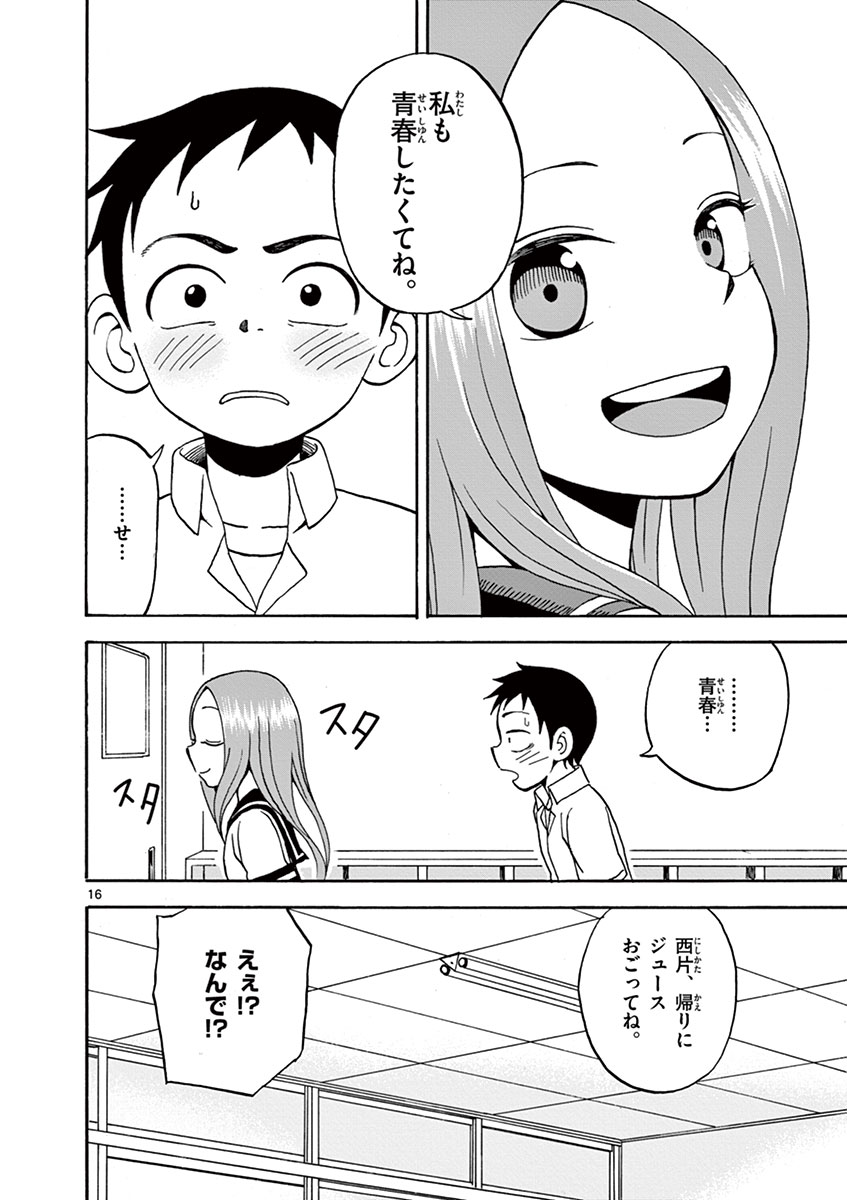 私も
青春したくてね。
……せ…
………
青春…
スタ
スタ
西片、帰りに
ジュース
おごってね。
えぇ!?
なんで!?
16